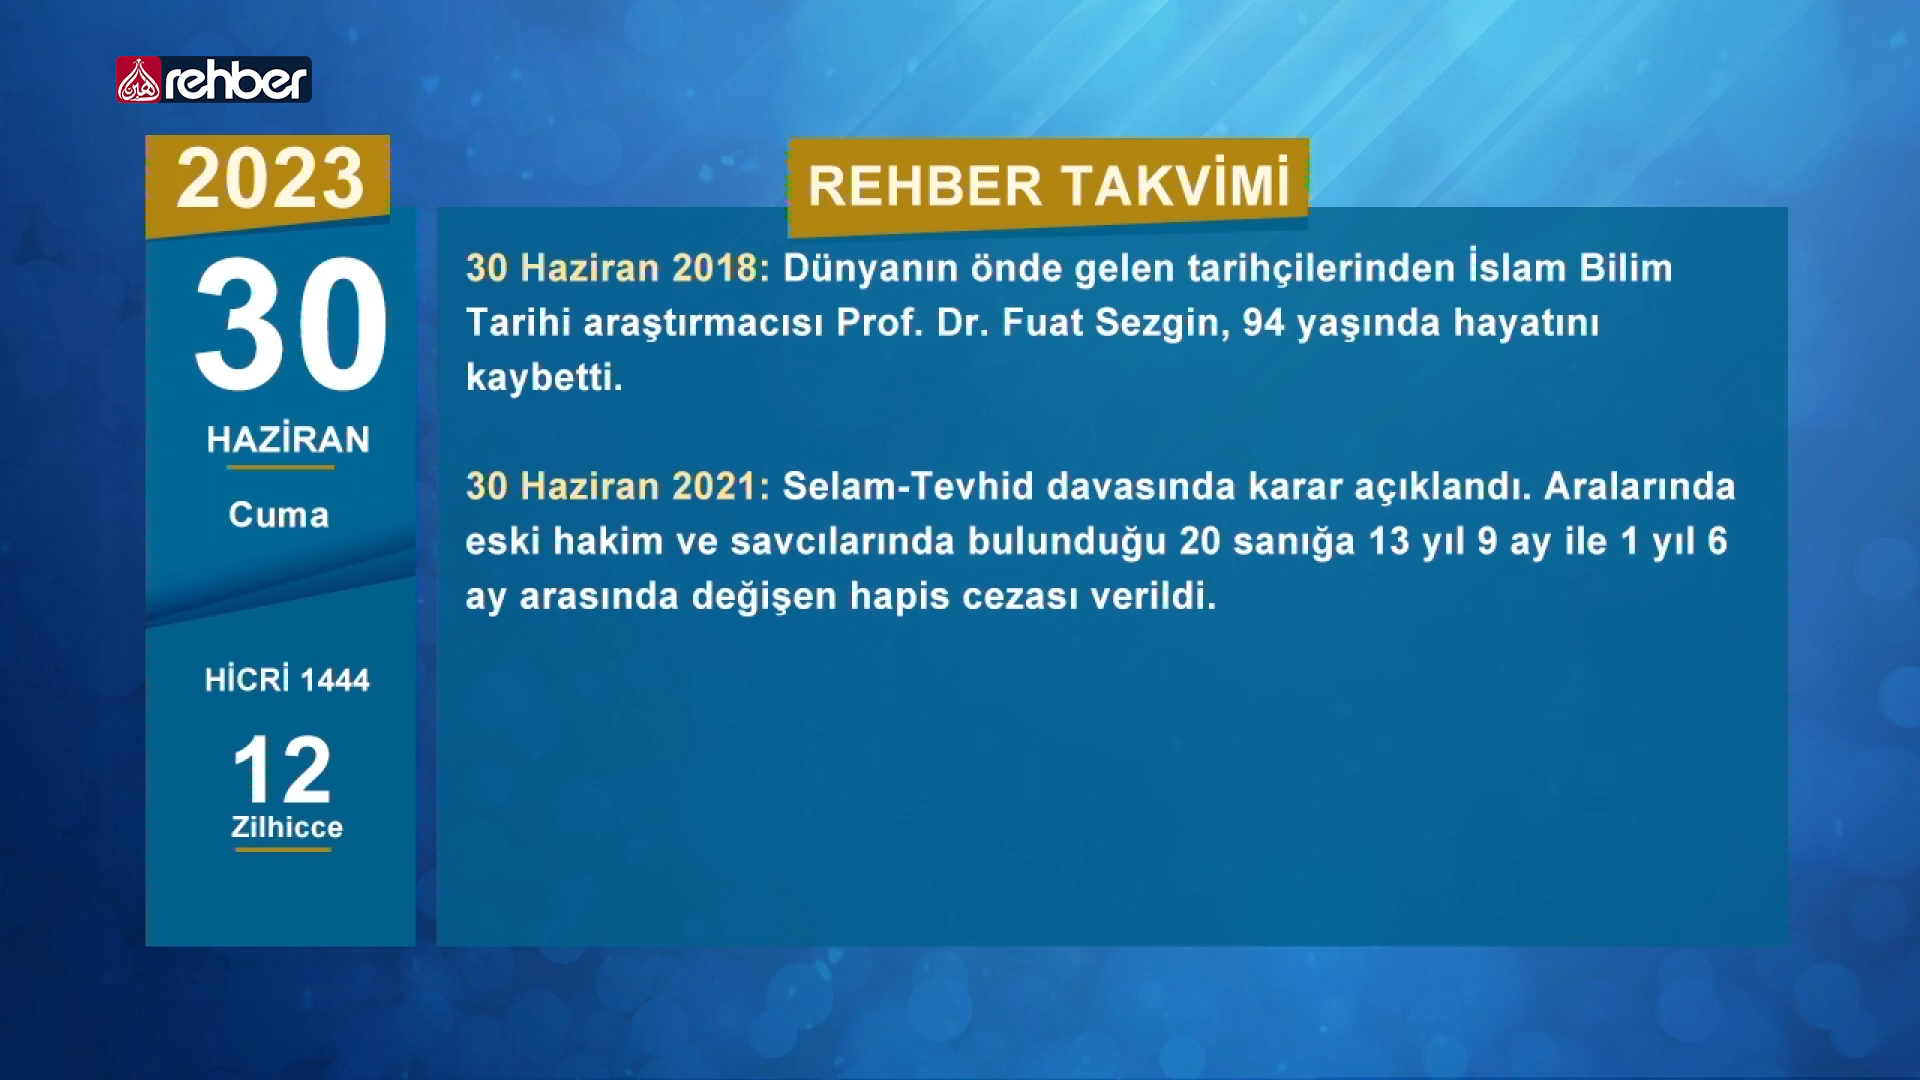 rehber
2023
30
HAZİRAN
Cuma
HİCRİ 1444
12
Zilhicce
REHBER TAKVİMİ
30 Haziran 2018: Dünyanın önde gelen tarihçilerinden İslam Bilim
Tarihi araştırmacısı Prof. Dr. Fuat Sezgin, 94 yaşında hayatını
kaybetti.
30 Haziran 2021: Selam-Tevhid davasında karar açıklandı. Aralarında
eski hakim ve savcılarında bulunduğu 20 sanığa 13 yıl 9 ay ile 1 yıl 6
ay arasında değişen hapis cezası verildi.